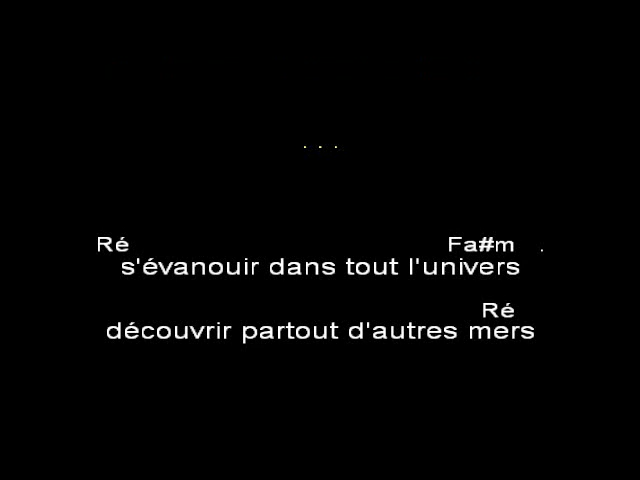 . . .
Ré Fa#m .
s'évanouir dans tout l'univers
Ré
découvrir partout d'autres mers